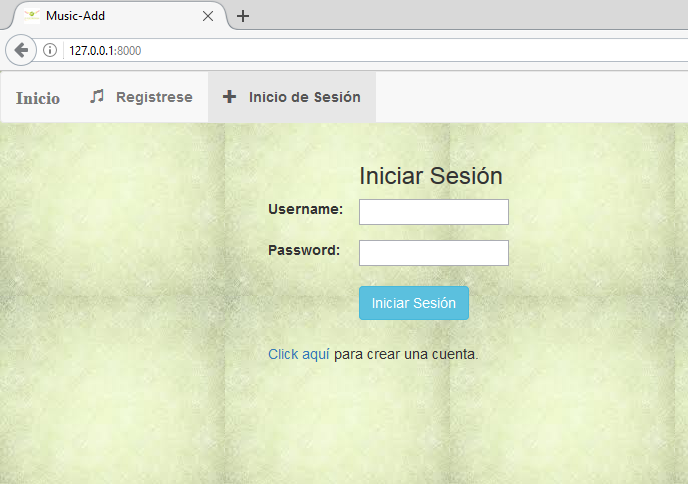 Music-Add
127.0.0.1:8000
Inicio Registrese Inicio de Sesión
Iniciar Sesión
Username:
Password:
Iniciar Sesión
Click aquí para crear una cuenta.